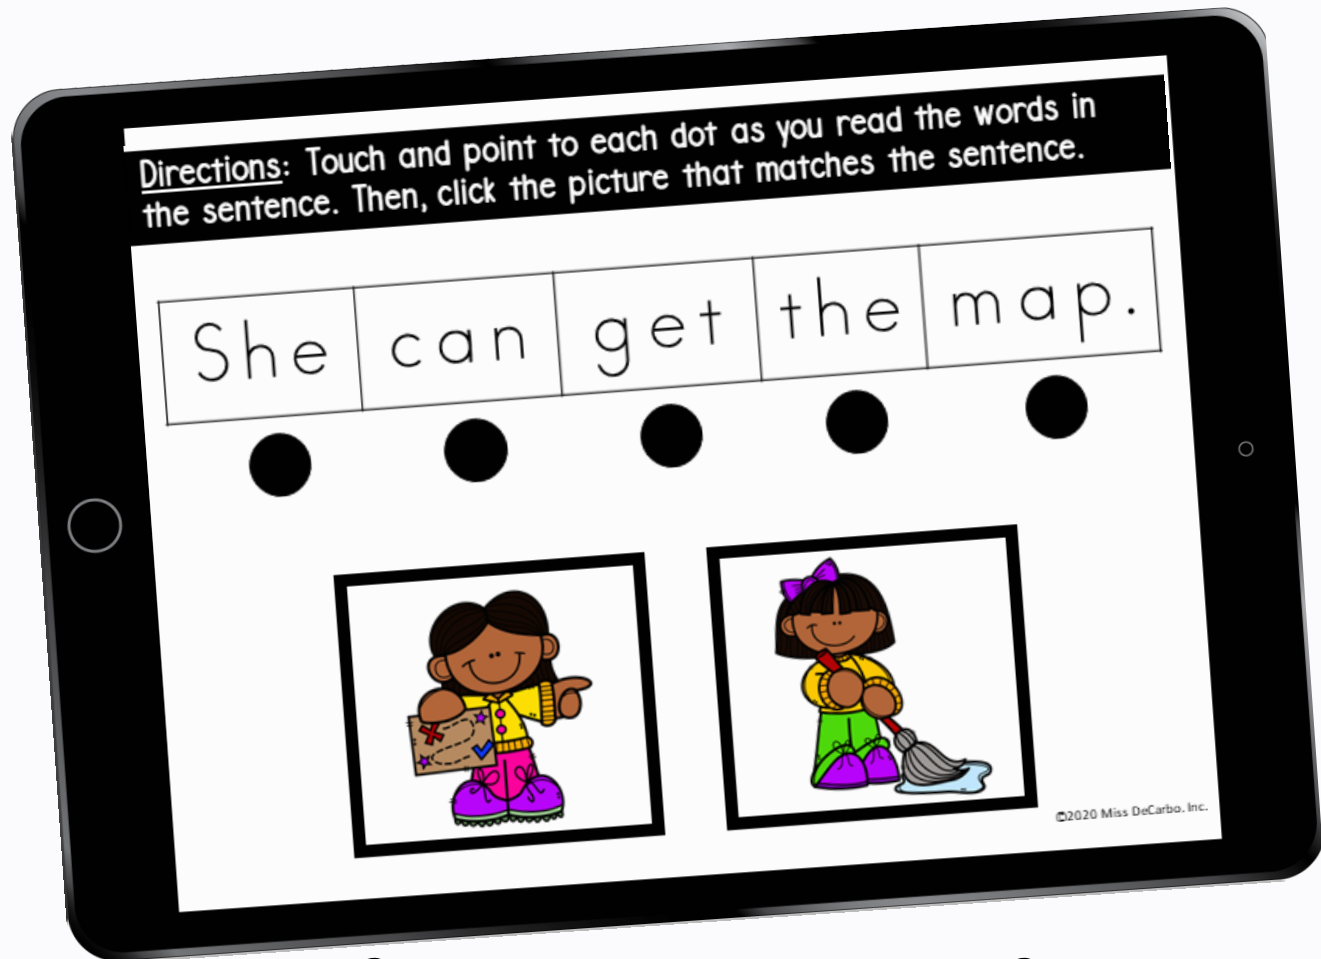 Directions: Touch and point to each dot as you read the words in
the sentence. Then, click the picture that matches the sentence.
She can get the map.
©2020 Miss DeCarbo, Inc.